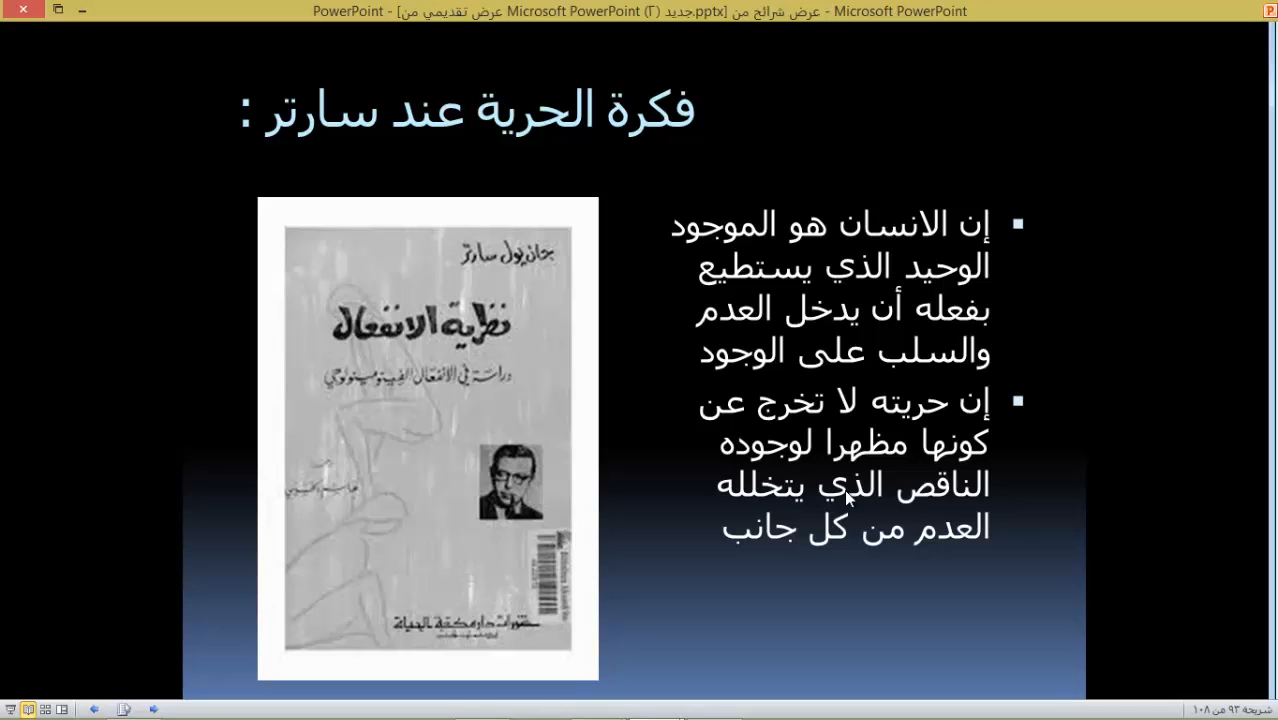 PowerPoint - [عرض تقديمي من Microsoft PowerPoint (٢) جديد.pptx] عرض شرائح من - Microsoft PowerPoint
فكرة الحرية عند سارتر :
إن الانسان هو الموجود
الوحيد الذي يستطيع
بفعله أن يدخل العدم
والسلب على الوجود
إن حريته لا تخرج عن
كونها مظهرا لوجوده
الناقص الذي يتخلله
العدم من كل جانب
جان پول سارتر
نظرية الانفعال
دراسة في الانفعال الفينومينولوجي
منشورات دار مكتبة الحياة
شريحة ٩٣ من ١٠٨